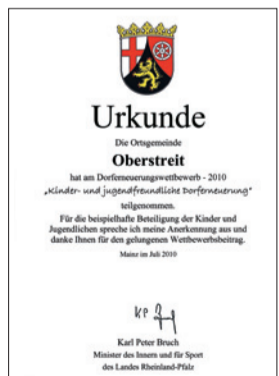 Urkunde
Die Ortsgemeinde
Oberstreit
hat am Dorferneuerungswettbewerb - 2010
„Kinder- und jugendfreundliche Dorferneuerung“
teilgenommen.
Für die beispielhafte Beteiligung der Kinder und
Jugendlichen spreche ich meine Anerkennung aus und
danke Ihnen für den gelungenen Wettbewerbsbeitrag.
Mainz im Juli 2010
Karl Peter Bruch
Minister des Innern und für Sport
des Landes Rheinland-Pfalz